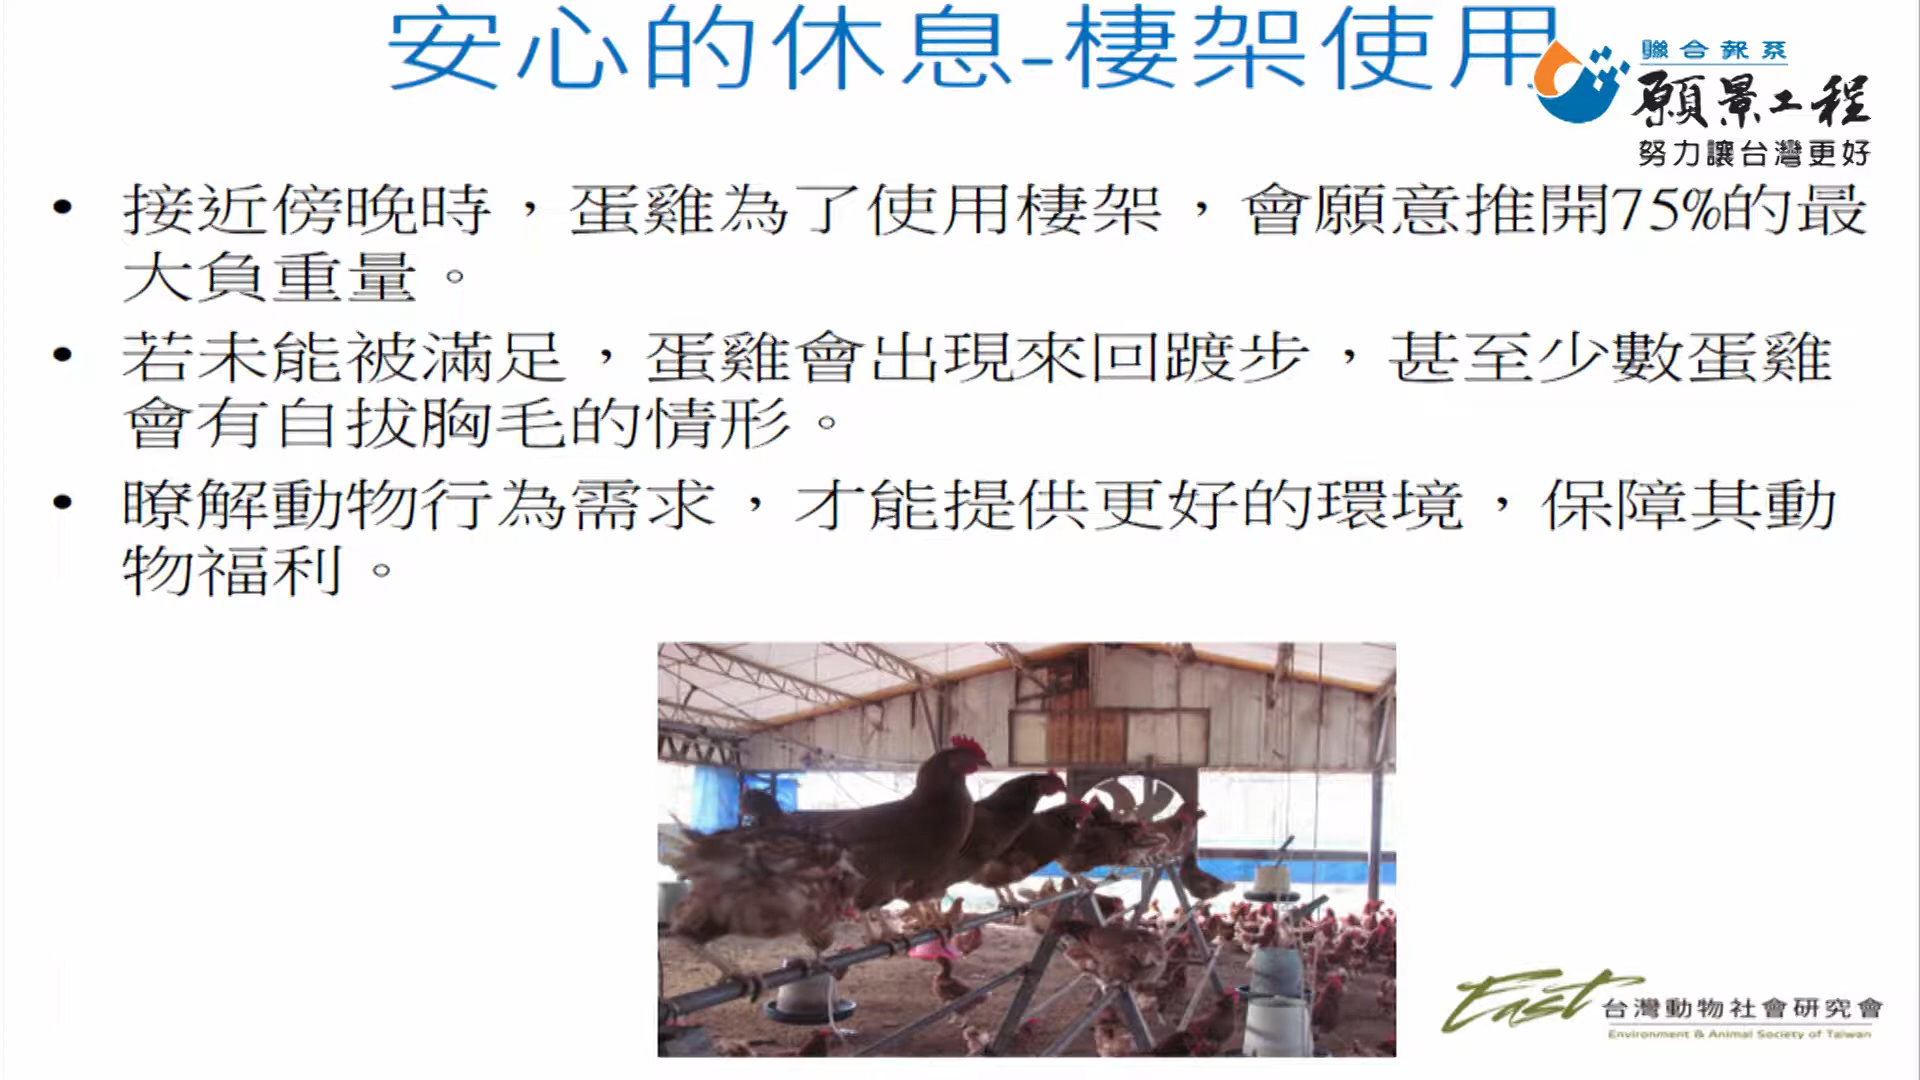 安心的休息-棲架使用
聯合報系
願景工程
努力讓台灣更好
• 接近傍晚時，蛋雞為了使用棲架，會願意推開75%的最
大負重量。
• 若未能被滿足，蛋雞會出現來回踱步，甚至少數蛋雞
會有自拔胸毛的情形。
• 瞭解動物行為需求，才能提供更好的環境，保障其動
物福利。
East 台灣動物社會研究會
Environment & Animal Society of Taiwan